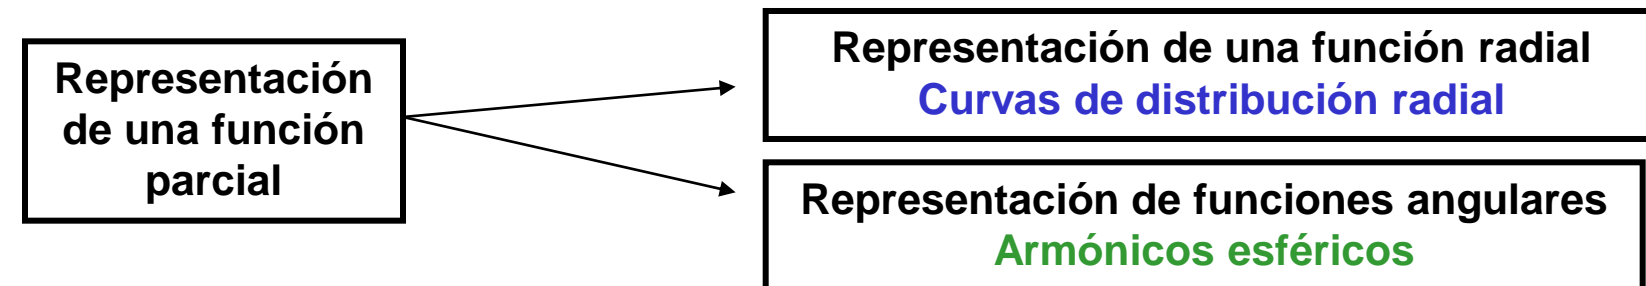 Representación
de una función
parcial
Representación de una función radial
Curvas de distribución radial
Representación de funciones angulares
Armónicos esféricos